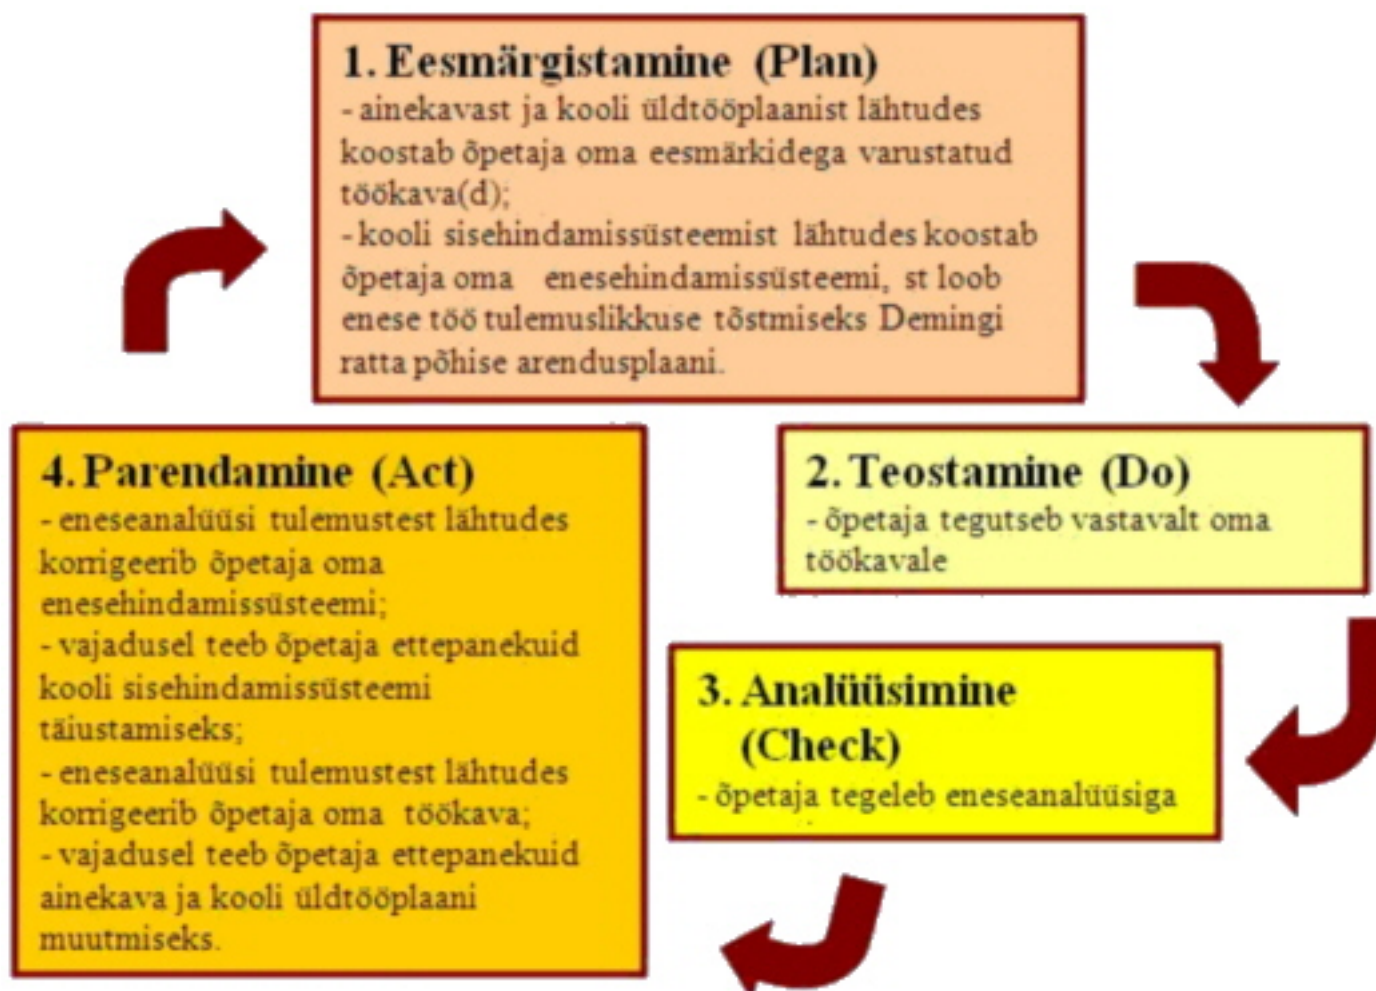 1. Eesmärgistamine (Plan)
- ainekavast ja kooli üldtööplaanist lähtudes
koostab õpetaja oma eesmärkidega varustatud
töökava(d);
- kooli sisehindamissüsteemist lähtudes koostab
õpetaja oma enesehindamissüsteemi, st loob
enese töö tulemuslikkuse tõstmiseks Demingi
ratta põhise arendusplaani.
2. Teostamine (Do)
- õpetaja tegutseb vastavalt oma
töökavale
3. Analüüsimine
(Check)
- õpetaja tegeleb eneseanalüüsiga
4. Parendamine (Act)
- eneseanalüüsi tulemustest lähtudes
korrigeerib õpetaja oma
enesehindamissüsteemi;
- vajadusel teeb õpetaja ettepanekuid
kooli sisehindamissüsteemi
täiustamiseks;
- eneseanalüüsi tulemustest lähtudes
korrigeerib õpetaja oma töökava;
- vajadusel teeb õpetaja ettepanekuid
ainekava ja kooli üldtööplaani
muutmiseks.